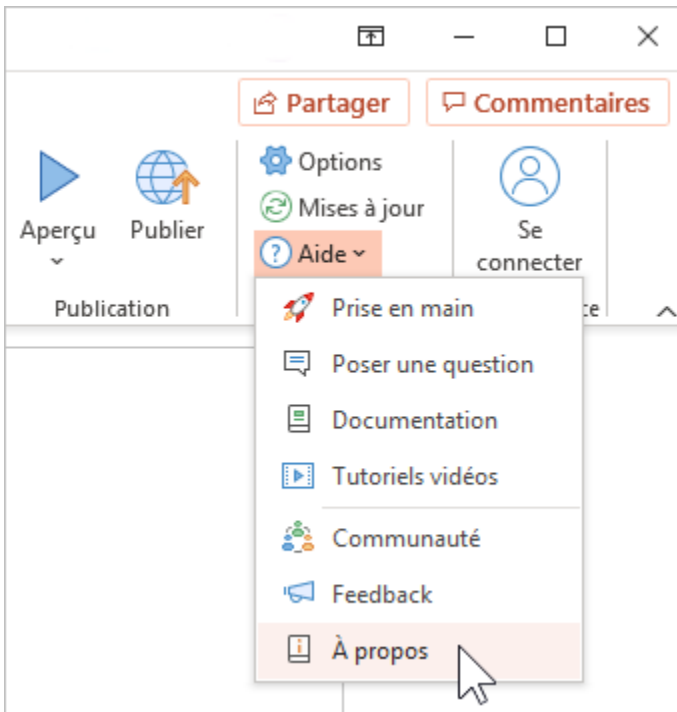 Partager
Commentaires
Aperçu
Publier
Options
Mises à jour
Aide
Se
connecter
Publication
Prise en main
Poser une question
Documentation
Tutoriels vidéos
Communauté
Feedback
À propos